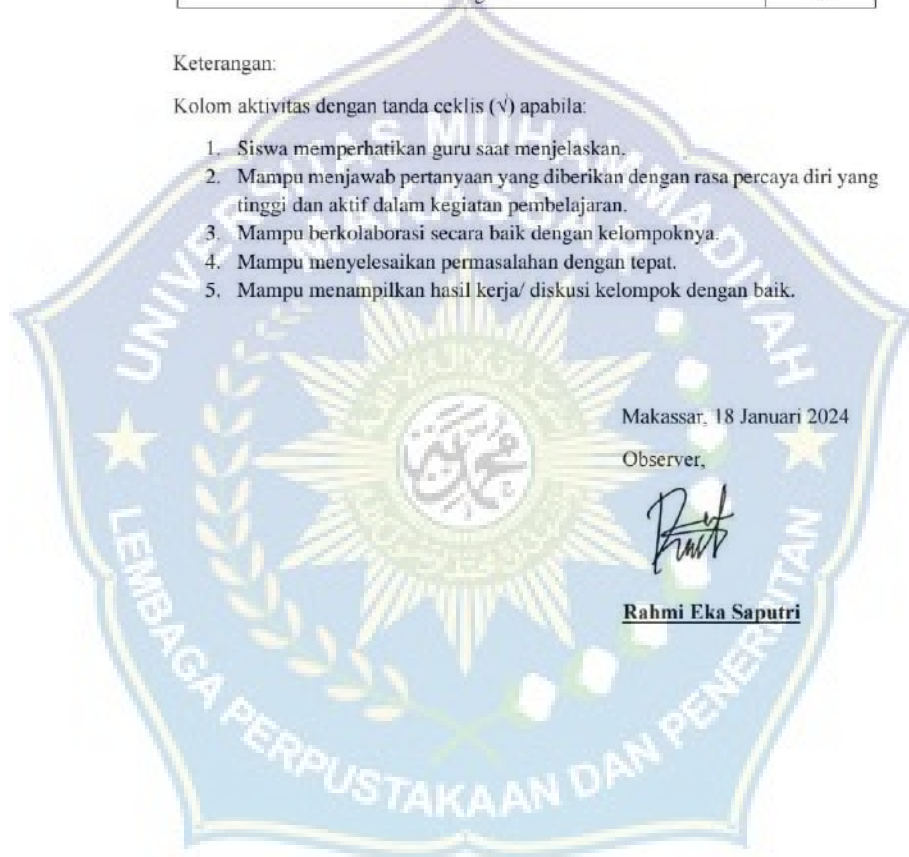 Keterangan:
Kolom aktivitas dengan tanda ceklis (√) apabila:
1. Siswa memperhatikan guru saat menjelaskan.
2. Mampu menjawab pertanyaan yang diberikan dengan rasa percaya diri yang
tinggi dan aktif dalam kegiatan pembelajaran.
3. Mampu berkolaborasi secara baik dengan kelompoknya.
4. Mampu menyelesaikan permasalahan dengan tepat.
5. Mampu menampilkan hasil kerja/ diskusi kelompok dengan baik.
Makassar, 18 Januari 2024
Observer,
Rahmi Eka Saputri
UNIVERSITAS MUHAMMADIYAH
MAKASSAR
LEMBAGA PERPUSTAKAAN DAN PENERBITAN
محمد